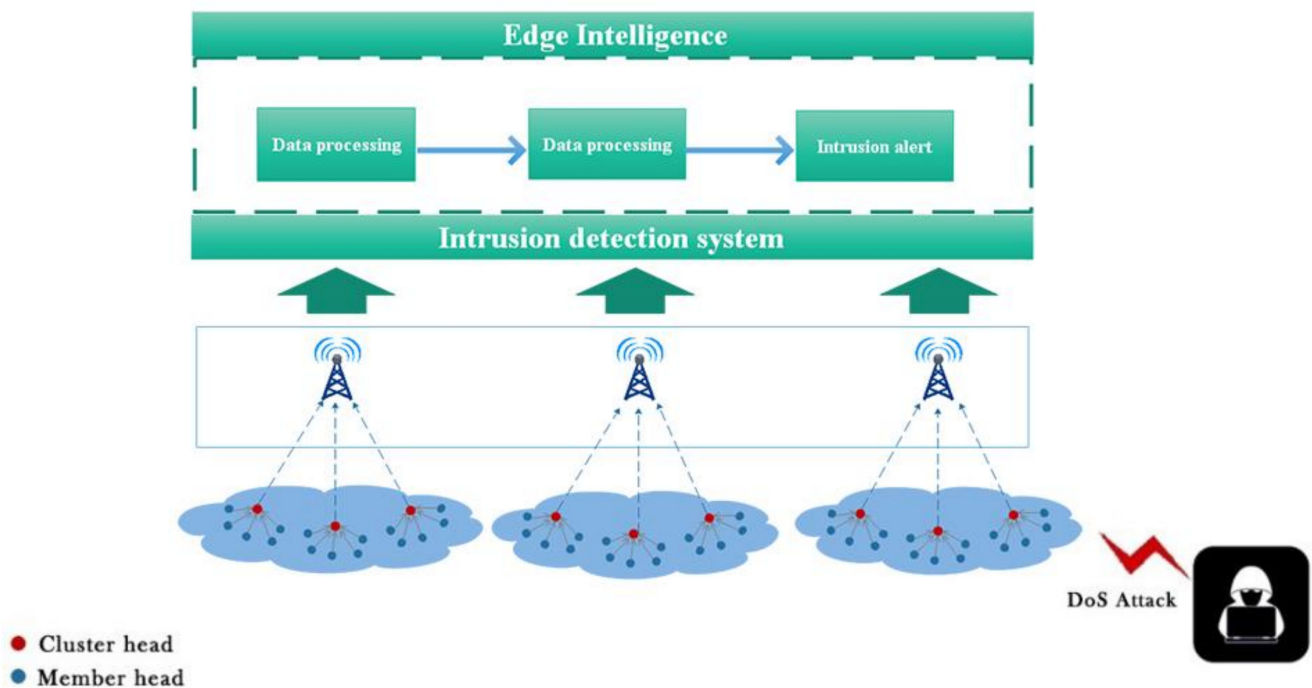 Edge Intelligence
Data processing
Data processing
Intrusion alert
Intrusion detection system
DoS Attack
Cluster head
Member head